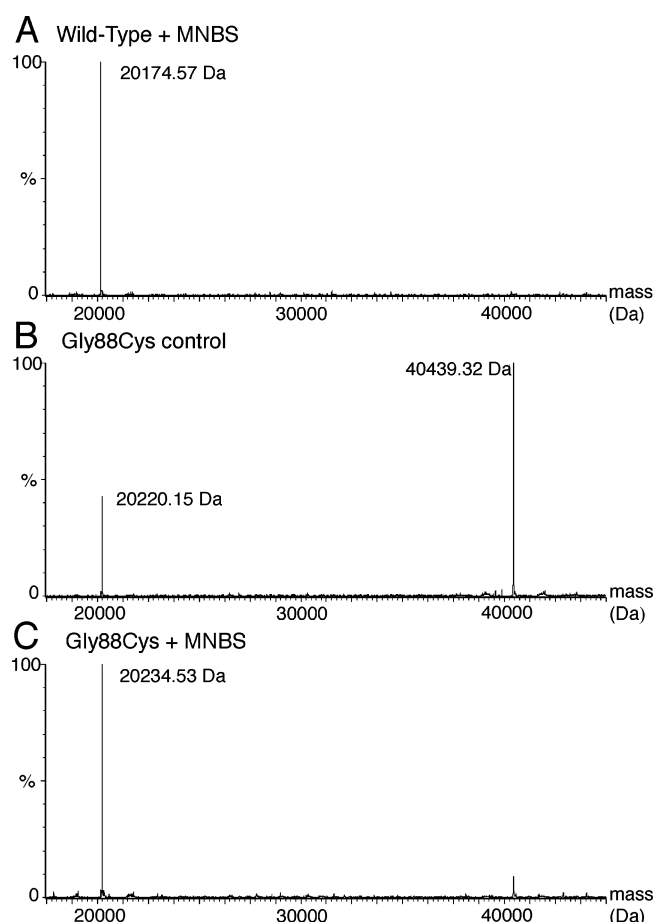 A Wild-Type + MNBS
100
20174.57 Da
%
0
mass
20000 30000 40000 (Da)
B Gly88Cys control
100
40439.32 Da
%
20220.15 Da
0
mass
20000 30000 40000 (Da)
C Gly88Cys + MNBS
100
20234.53 Da
%
0
mass
20000 30000 40000 (Da)